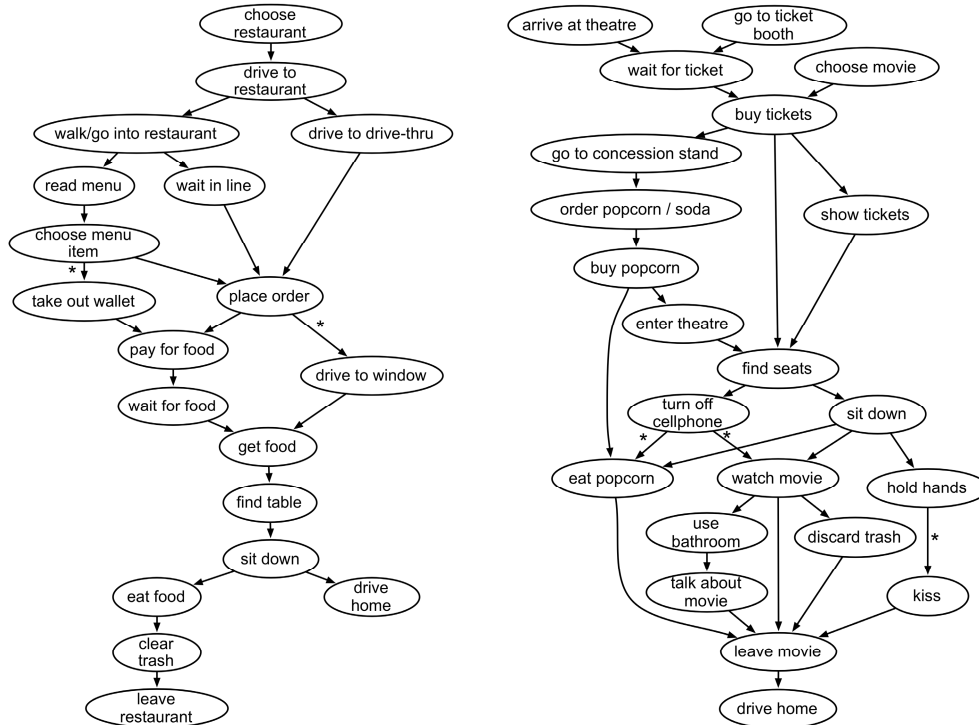 choose
restaurant
drive to
restaurant
walk/go into restaurant
drive to drive-thru
read menu
wait in line
choose menu
item
*
take out wallet
place order
*
pay for food
drive to window
wait for food
get food
find table
sit down
eat food
drive
home
clear
trash
leave
restaurant
arrive at theatre
go to ticket
booth
wait for ticket
choose movie
buy tickets
go to concession stand
order popcorn / soda
show tickets
buy popcorn
enter theatre
find seats
turn off
cellphone
sit down
*
*
eat popcorn
watch movie
hold hands
use
bathroom
discard trash
*
talk about
movie
kiss
leave movie
drive home